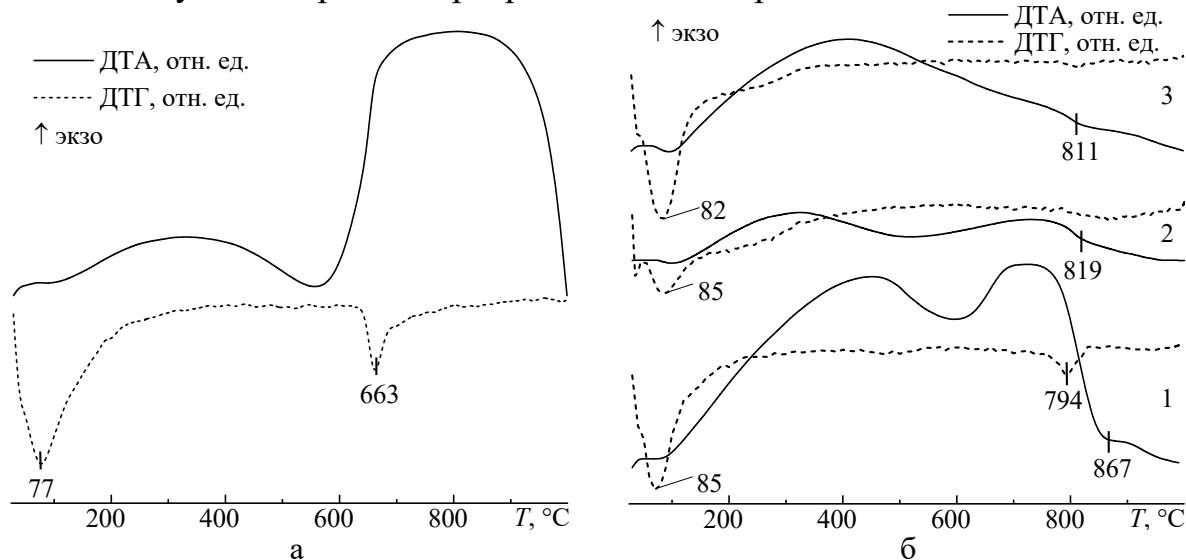 ДТА, отн. ед.
ДТГ, отн. ед.
↑ экзо
663
77
200 400 600 800 T, °C
а
ДТА, отн. ед.
ДТГ, отн. ед.
↑ экзо
3
811
82
2
819
85
1
794
867
85
200 400 600 800 T, °C
б